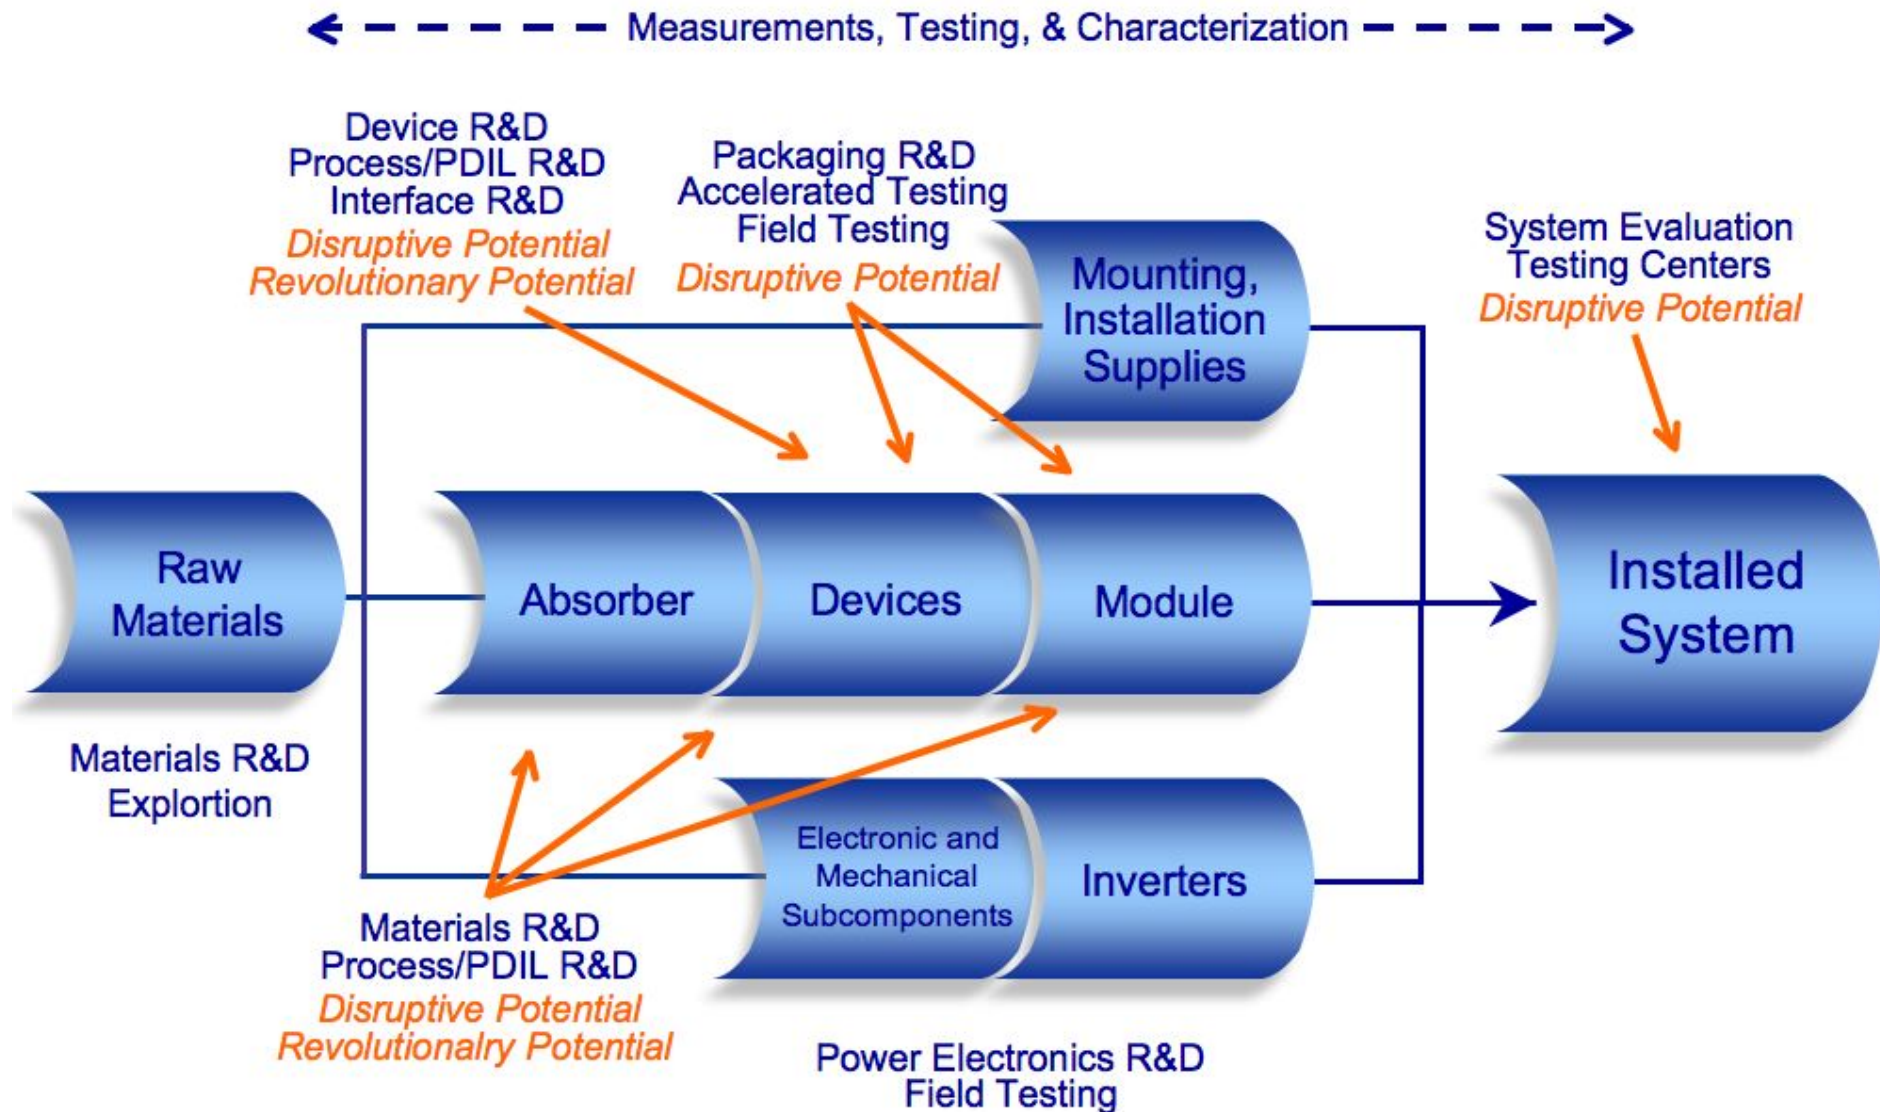 Measurements, Testing, & Characterization
Device R&D
Process/PDIL R&D
Interface R&D
Disruptive Potential
Revolutionary Potential
Packaging R&D
Accelerated Testing
Field Testing
Disruptive Potential
System Evaluation
Testing Centers
Disruptive Potential
Mounting,
Installation
Supplies
Raw
Materials
Absorber
Devices
Module
Installed
System
Materials R&D
Explortion
Electronic and
Mechanical
Subcomponents
Inverters
Materials R&D
Process/PDIL R&D
Disruptive Potential
Revolutionalry Potential
Power Electronics R&D
Field Testing